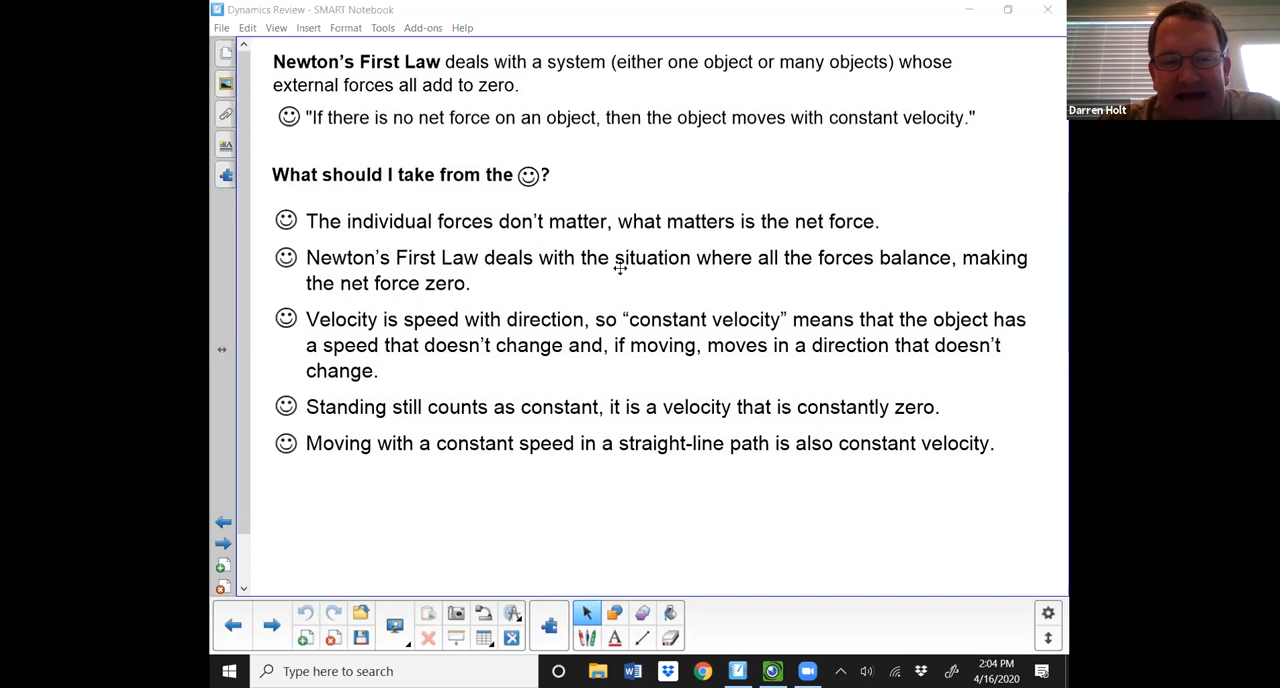 Dynamics Review - SMART Notebook
File Edit View Insert Format Tools Add-ons Help
Newton's First Law deals with a system (either one object or many objects) whose
external forces all add to zero.
"If there is no net force on an object, then the object moves with constant velocity."
What should I take from the ?
The individual forces don't matter, what matters is the net force.
Newton's First Law deals with the situation where all the forces balance, making
the net force zero.
Velocity is speed with direction, so “constant velocity” means that the object has
a speed that doesn't change and, if moving, moves in a direction that doesn't
change.
Standing still counts as constant, it is a velocity that is constantly zero.
Moving with a constant speed in a straight-line path is also constant velocity.
Darren Holt
Type here to search
2:04 PM
4/16/2020